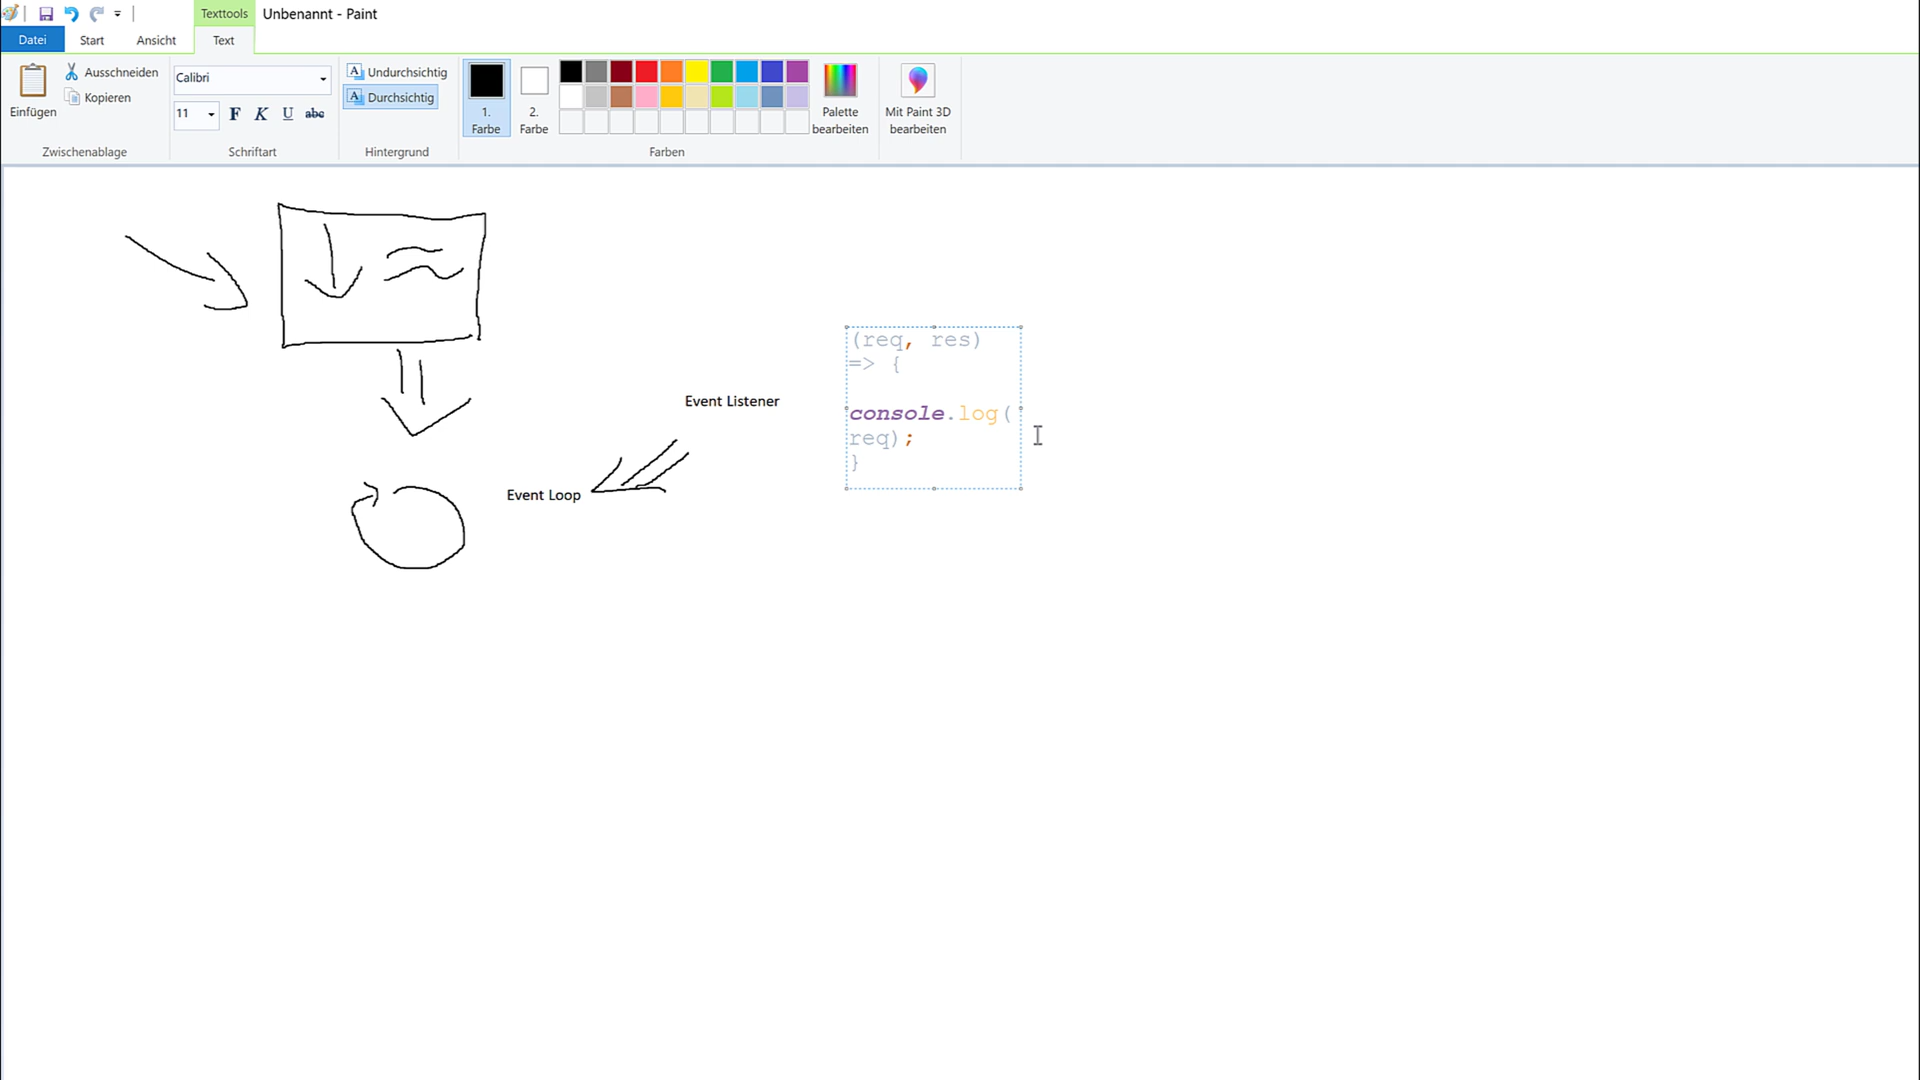 Texttools
Unbenannt - Paint
Datei
Start
Ansicht
Text
Einfügen
Ausschneiden
Kopieren
Zwischenablage
Calibri
11
F K U abc
Schriftart
Undurchsichtig
Durchsichtig
Hintergrund
1.
Farbe
2.
Farbe
Farben
Palette
bearbeiten
Mit Paint 3D
bearbeiten
(req, res)
=> {
console.log(
req);
}
Event Listener
Event Loop